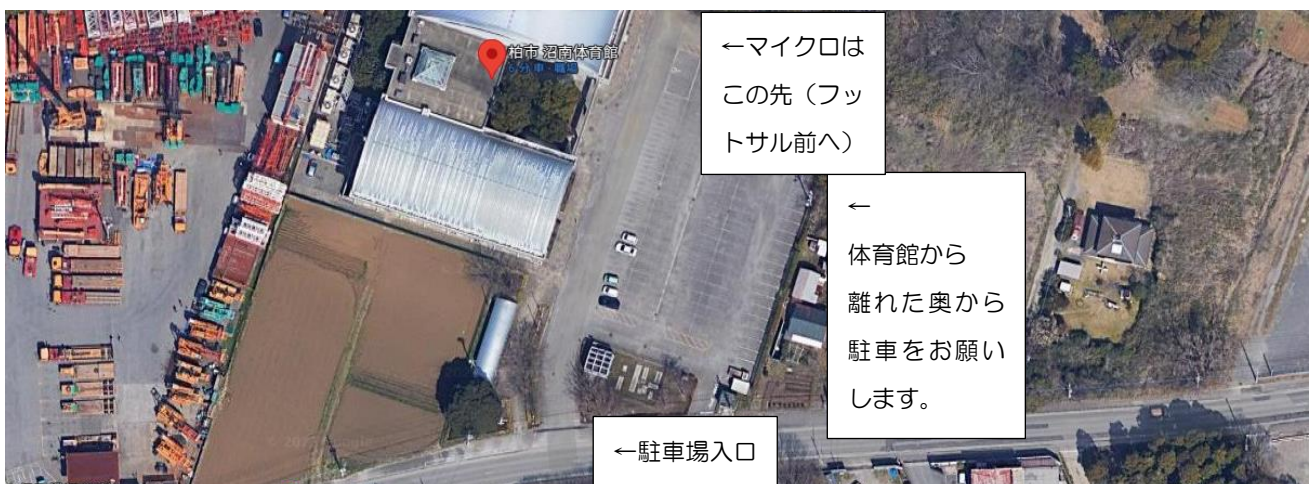 柏市 沼南体育館
←マイクロは
この先（フッ
トサル前へ）
←
体育館から
離れた奥から
駐車をお願い
します。
←駐車場入口